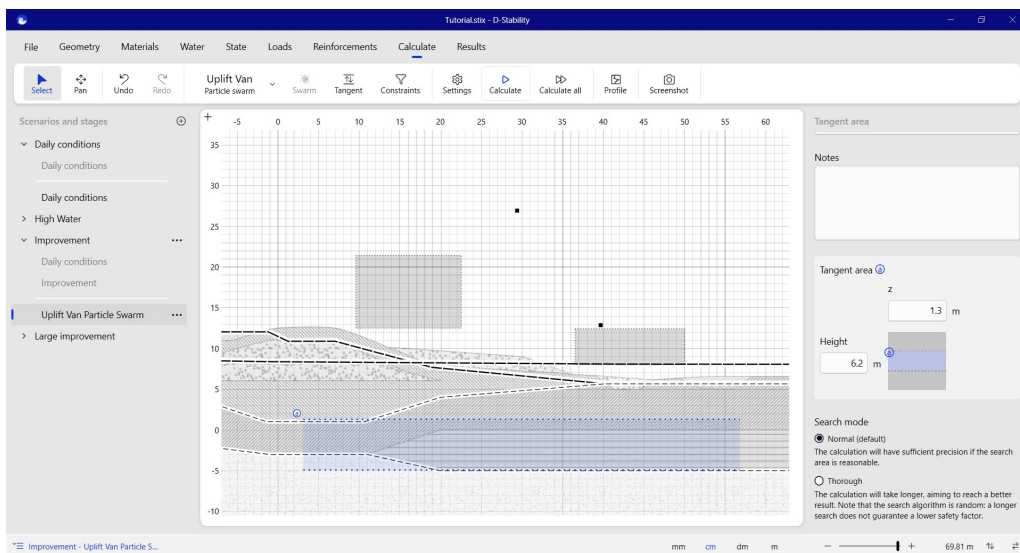 Tutorial.stix - D-Stability
File Geometry Materials Water State Loads Reinforcements Calculate Results
Select Pan Undo Redo Uplift Van Particle swarm Swarm Tangent Constraints Settings Calculate Calculate all Profile Screenshot
Scenarios and stages
Daily conditions
Daily conditions
Daily conditions
High Water
Improvement
Daily conditions
Improvement
Uplift Van Particle Swarm
Large improvement
-5 0 5 10 15 20 25 30 35 40 45 50 55 60
35
30
25
20
15
10
5
0
-5
-10
a
Tangent area
Notes
Tangent area a
z
1.3 m
Height
6.2 m
a
Search mode
Normal (default)
The calculation will have sufficient precision if the search
area is reasonable.
Thorough
The calculation will take longer, aiming to reach a better
result. Note that the search algorithm is random: a longer
search does not guarantee a lower safety factor.
Improvement - Uplift Van Particle S...
mm cm dm m
69.81 m